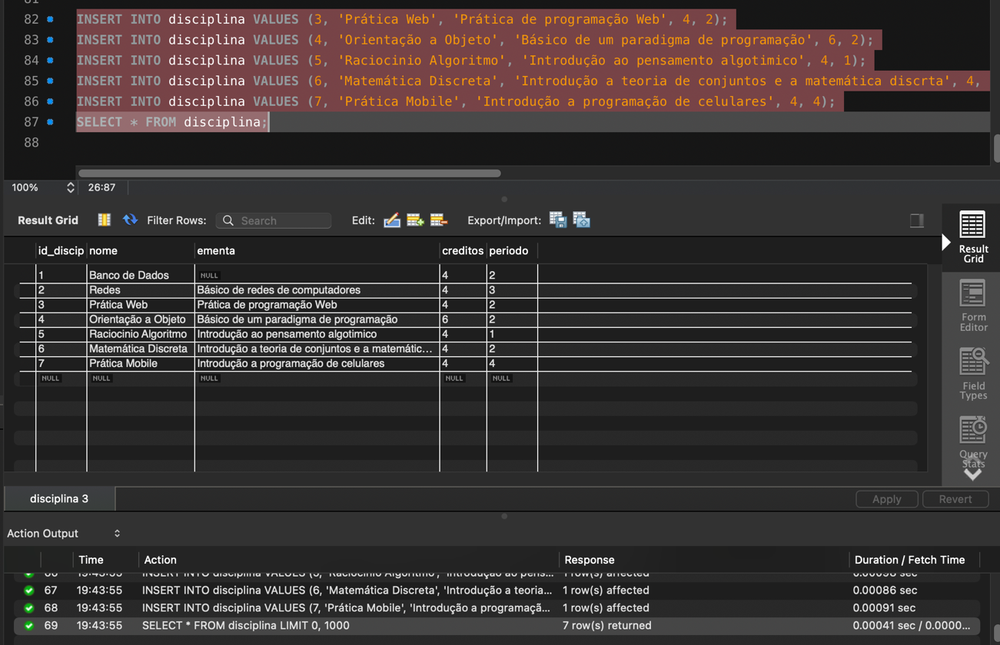 82 INSERT INTO disciplina VALUES (3, 'Prática Web', 'Prática de programação Web', 4, 2);
83 INSERT INTO disciplina VALUES (4, 'Orientação a Objeto', 'Básico de um paradigma de programação', 6, 2);
84 INSERT INTO disciplina VALUES (5, 'Raciocinio Algoritmo', 'Introdução ao pensamento algotimico', 4, 1);
85 INSERT INTO disciplina VALUES (6, 'Matemática Discreta', 'Introdução a teoria de conjuntos e a matemática discrta', 4,
86 INSERT INTO disciplina VALUES (7, 'Prática Mobile', 'Introdução a programação de celulares', 4, 4);
87 SELECT * FROM disciplina;
88
100% 26:87
Result Grid Filter Rows: Search Edit: Export/Import:
id_discip nome ementa creditos periodo
1 Banco de Dados NULL 4 2
2 Redes Básico de redes de computadores 4 3
3 Prática Web Prática de programação Web 4 2
4 Orientação a Objeto Básico de um paradigma de programação 6 2
5 Raciocinio Algoritmo Introdução ao pensamento algotimico 4 1
6 Matemática Discreta Introdução a teoria de conjuntos e a matemátic... 4 2
7 Prática Mobile Introdução a programação de celulares 4 4
NULL NULL NULL NULL NULL
Result
Grid
Form
Editor
Field
Types
Query
Stats
disciplina 3 Apply Revert
Action Output
Time Action Response Duration / Fetch Time
66 19:43:55 INSERT INTO disciplina VALUES (5, 'Raciocinio Algoritmo', 'Introdução ao pens... 1 row(s) affected
67 19:43:55 INSERT INTO disciplina VALUES (6, 'Matemática Discreta', 'Introdução a teoria... 1 row(s) affected 0.00086 sec
68 19:43:55 INSERT INTO disciplina VALUES (7, 'Prática Mobile', 'Introdução a programaçã... 1 row(s) affected 0.00091 sec
69 19:43:55 SELECT * FROM disciplina LIMIT 0, 1000 7 row(s) returned 0.00041 sec / 0.0000...